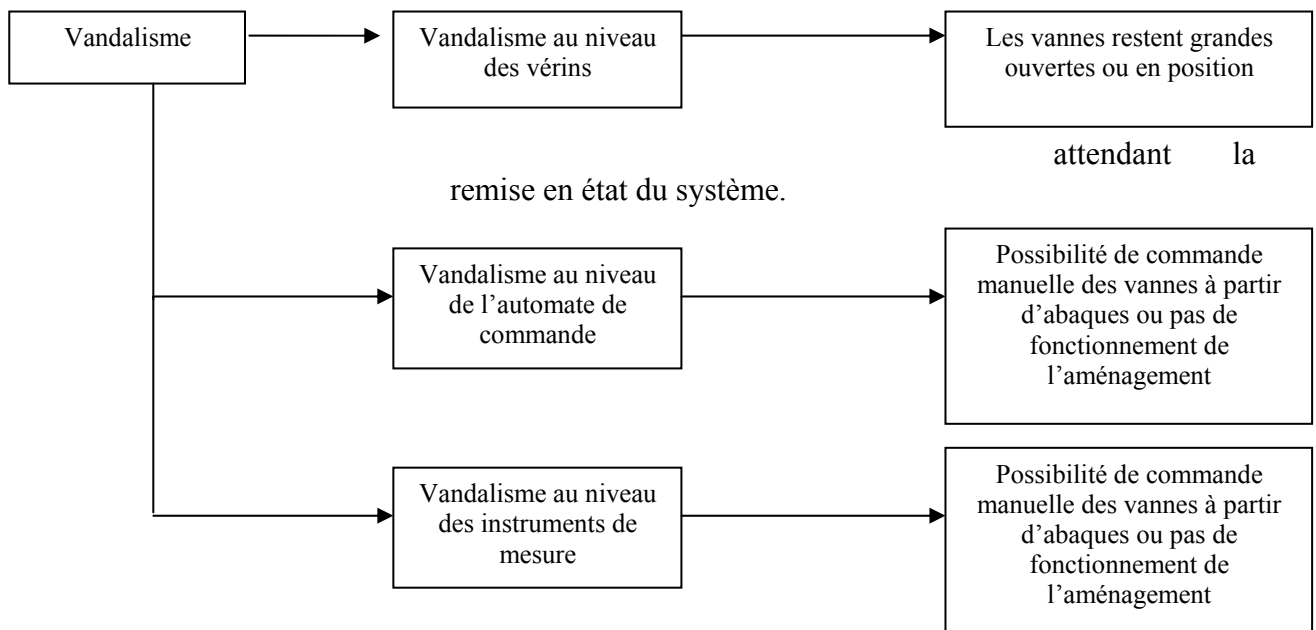 Vandalisme
Vandalisme au niveau
des vérins
Les vannes restent grandes
ouvertes ou en position
attendant la
remise en état du système.
Vandalisme au niveau
de l’automate de
commande
Possibilité de commande
manuelle des vannes à partir
d’abaques ou pas de
fonctionnement de
l’aménagement
Vandalisme au niveau
des instruments de
mesure
Possibilité de commande
manuelle des vannes à partir
d’abaques ou pas de
fonctionnement de
l’aménagement